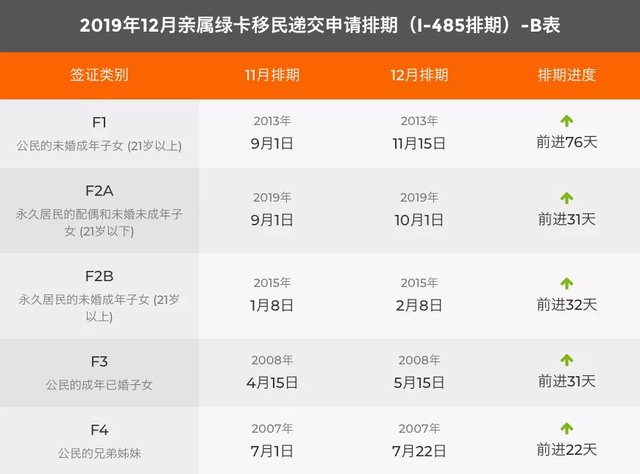 2019年12月亲属绿卡移民递交申请排期（I-485排期）-B表
签证类别 11月排期 12月排期 排期进度
F1
公民的未婚成年子女 (21岁以上)
2013年
9月1日
2013年
11月15日
前进76天
F2A
永久居民的配偶和未婚未成年子
女 (21岁以下)
2019年
9月1日
2019年
10月1日
前进31天
F2B
永久居民的未婚成年子女 (21岁
以上)
2015年
1月8日
2015年
2月8日
前进32天
F3
公民的成年已婚子女
2008年
4月15日
2008年
5月15日
前进31天
F4
公民的兄弟姊妹
2007年
7月1日
2007年
7月22日
前进22天